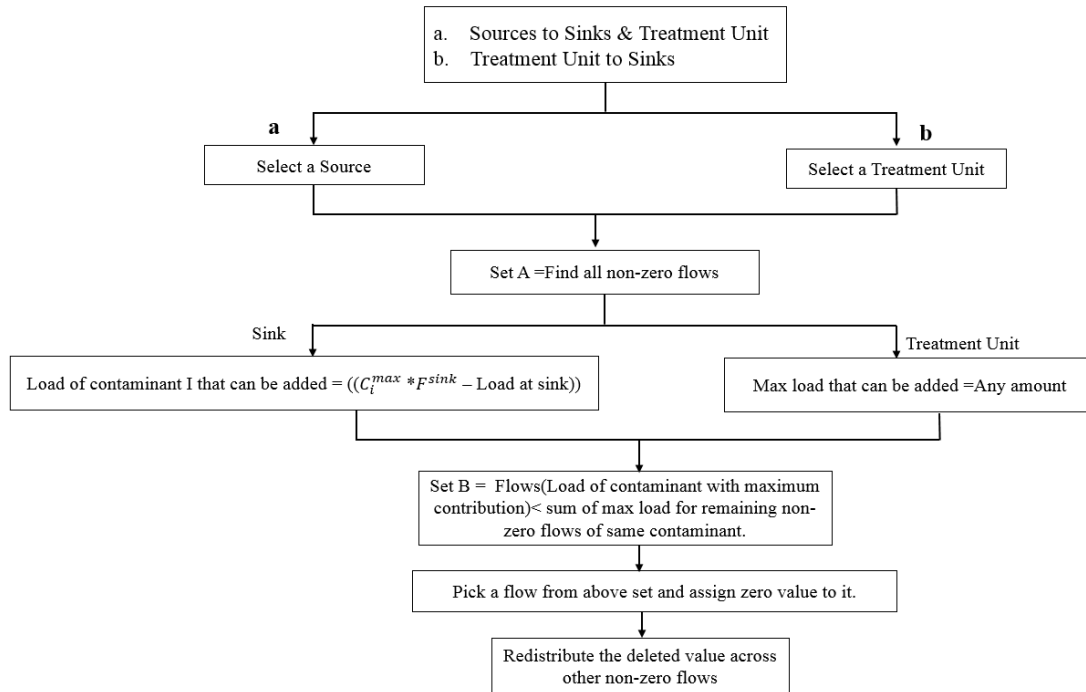 a. Sources to Sinks & Treatment Unit
b. Treatment Unit to Sinks
a
b
Select a Source
Select a Treatment Unit
Set A =Find all non-zero flows
Sink
Treatment Unit
Load of contaminant I that can be added = ((C_i^{max} *F^{sink} – Load at sink))
Max load that can be added =Any amount
Set B = Flows(Load of contaminant with maximum
contribution)< sum of max load for remaining non-
zero flows of same contaminant.
Pick a flow from above set and assign zero value to it.
Redistribute the deleted value across
other non-zero flows